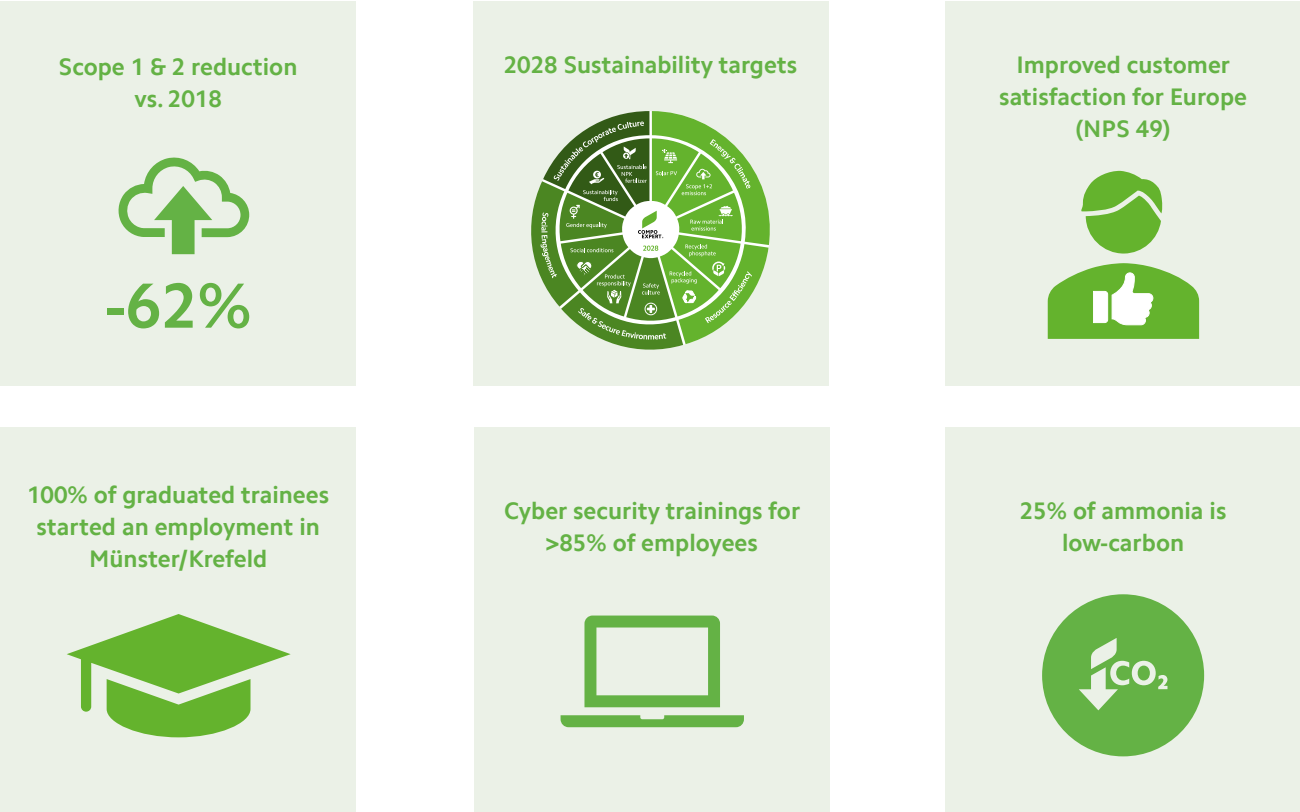 Scope 1 & 2 reduction
vs. 2018
-62%
2028 Sustainability targets
Sustainable Corporate Culture
Energy & Climate
Resource Efficiency
Safe & Secure Environment
Social Engagement
Solar PV
Scope 1+2
emissions
Raw material
emissions
Recycled
phosphate
P
Recycled
packaging
Safety
culture
Product
responsibility
Social conditions
Gender equality
€
Sustainability
funds
Sustainable
NPK
fertilizer
COMPO
EXPERT
2028
Improved customer
satisfaction for Europe
(NPS 49)
100% of graduated trainees
started an employment in
Münster/Krefeld
Cyber security trainings for
>85% of employees
25% of ammonia is
low-carbon
CO₂